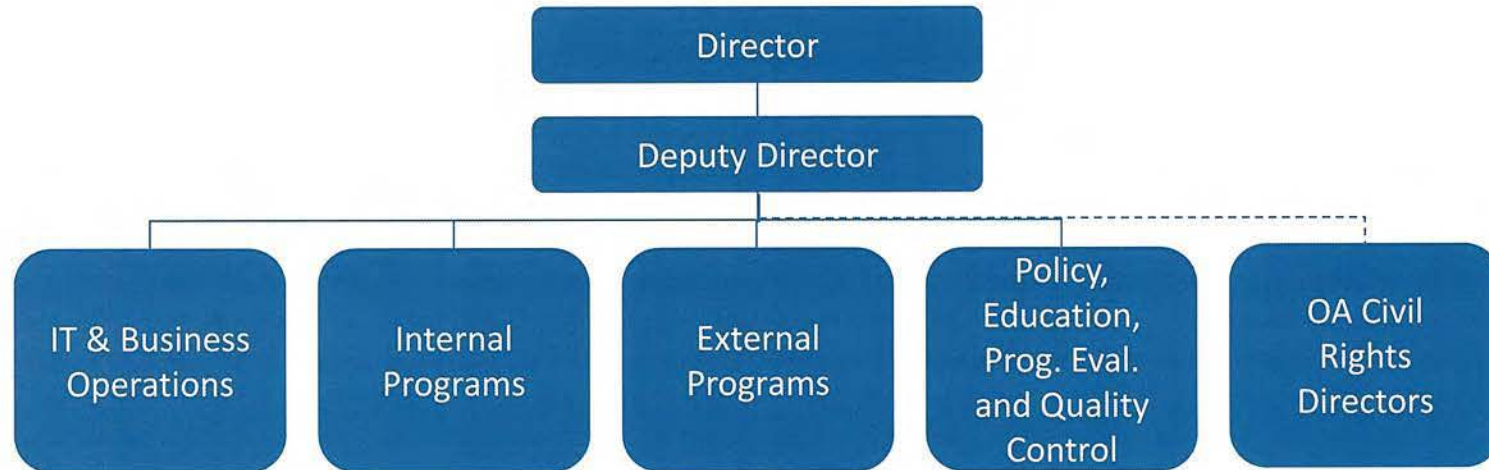 Director
Deputy Director
IT & Business
Operations
Internal
Programs
External
Programs
Policy,
Education,
Prog. Eval.
and Quality
Control
OA Civil
Rights
Directors